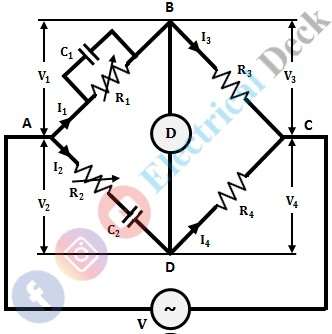 B
C₁
I₃
V₁
R₁
R₃
V₃
I₁
A
D
C
I₂
V₂
R₂
C₂
R₄
V₄
I₄
D
V
~
Electrical Deck
f